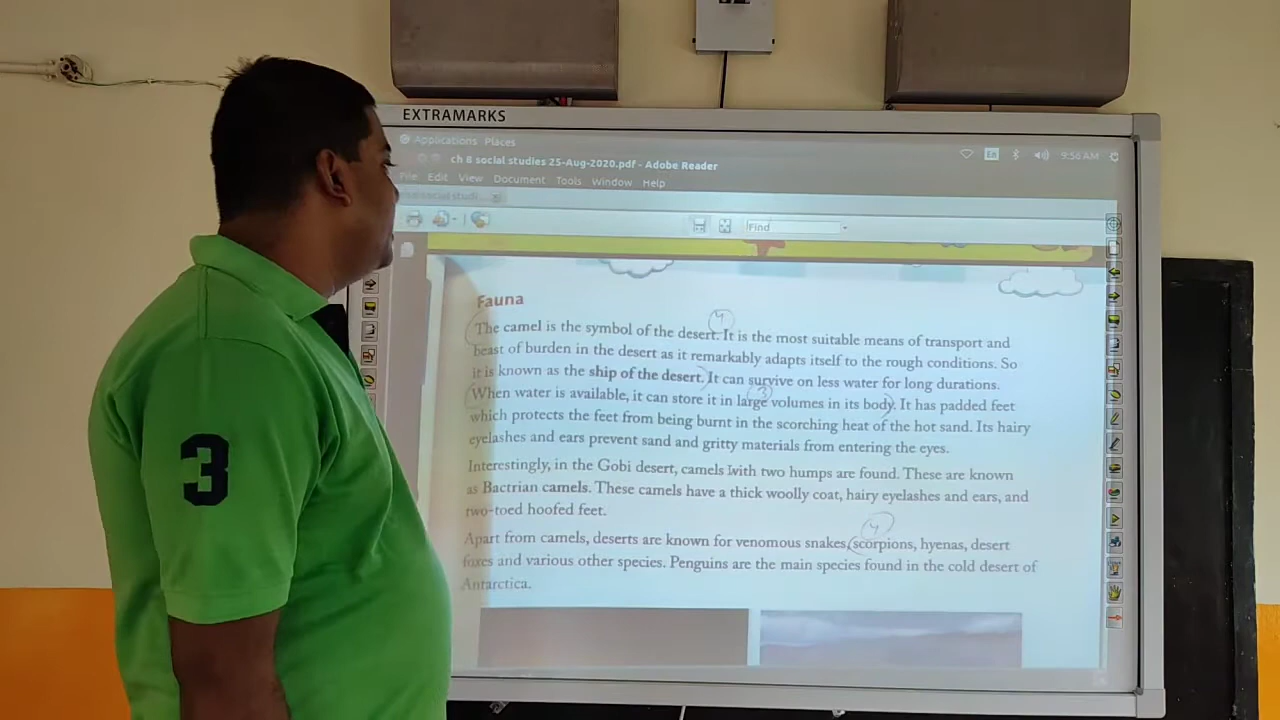 EXTRAMARKS
Applications Places
En 9:56 AM
ch 8 social studies 25-Aug-2020.pdf - Adobe Reader
File Edit View Document Tools Window Help
Find
Fauna
4
The camel is the symbol of the desert. It is the most suitable means of transport and
beast of burden in the desert as it remarkably adapts itself to the rough conditions. So
it is known as the ship of the desert. It can survive on less water for long durations.
3
When water is available, it can store it in large volumes in its body. It has padded feet
which protects the feet from being burnt in the scorching heat of the hot sand. Its hairy
eyelashes and ears prevent sand and gritty materials from entering the eyes.
Interestingly, in the Gobi desert, camels with two humps are found. These are known
as Bactrian camels. These camels have a thick woolly coat, hairy eyelashes and ears, and
two-toed hoofed feet.
4
Apart from camels, deserts are known for venomous snakes, scorpions, hyenas, desert
foxes and various other species. Penguins are the main species found in the cold desert of
Antarctica.
3